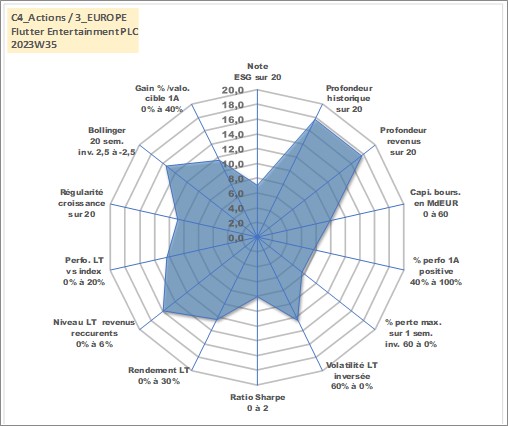 C4_Actions / 3_EUROPE
Flutter Entertainment PLC
2023W35
Note
ESG sur 20
Profondeur
historique
sur 20
Profondeur
revenus
sur 20
Capi. bours.
en MdEUR
0 à 60
% perfo 1A
positive
40% à 100%
% perte max.
sur 1 sem.
inv. 60 à 0%
Volatilité LT
inversée
60% à 0%
Ratio Sharpe
0 à 2
Rendement LT
0% à 30%
Niveau LT revenus
reccurents
0% à 6%
Perfo. LT
vs index
0% à 20%
Régularité
croissance
sur 20
Bollinger
20 sem.
inv. 2,5 à -2,5
Gain % /valo.
cible 1A
0% à 40%
20,0
18,0
16,0
14,0
12,0
10,0
8,0
6,0
4,0
2,0
0,0